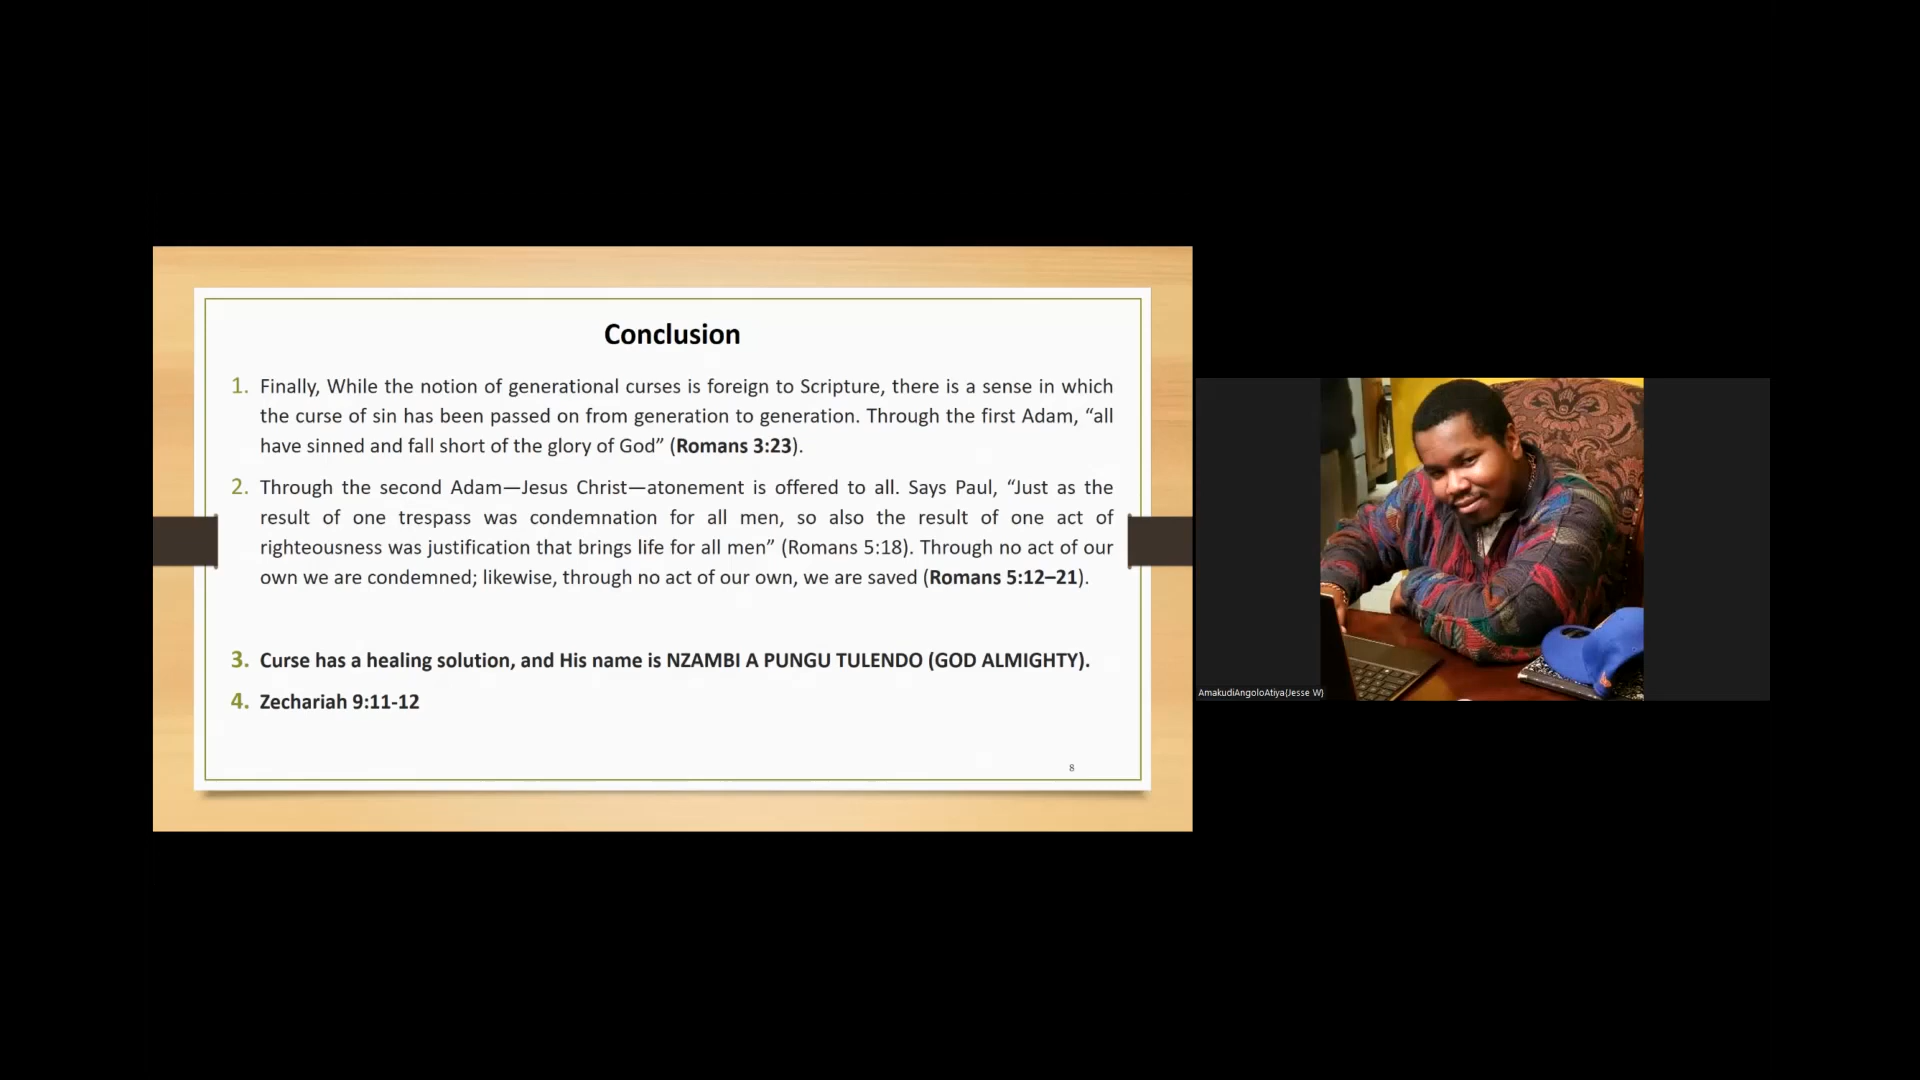 Conclusion
1. Finally, While the notion of generational curses is foreign to Scripture, there is a sense in which
the curse of sin has been passed on from generation to generation. Through the first Adam, “all
have sinned and fall short of the glory of God” (Romans 3:23).
2. Through the second Adam—Jesus Christ—atonement is offered to all. Says Paul, “Just as the
result of one trespass was condemnation for all men, so also the result of one act of
righteousness was justification that brings life for all men” (Romans 5:18). Through no act of our
own we are condemned; likewise, through no act of our own, we are saved (Romans 5:12–21).
3. Curse has a healing solution, and His name is NZAMBI A PUNGU TULENDO (GOD ALMIGHTY).
4. Zechariah 9:11-12
8
AmakudiAngoloAtiya(Jesse W)